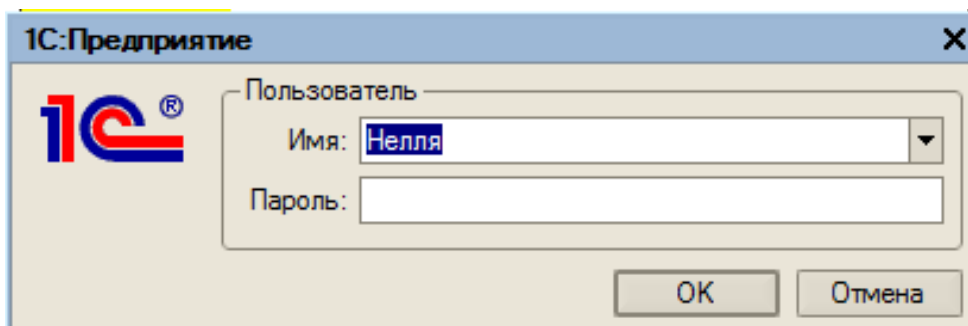 1С:Предприятие
1С®
Пользователь
Имя: Нелля
Пароль:
OK Отмена